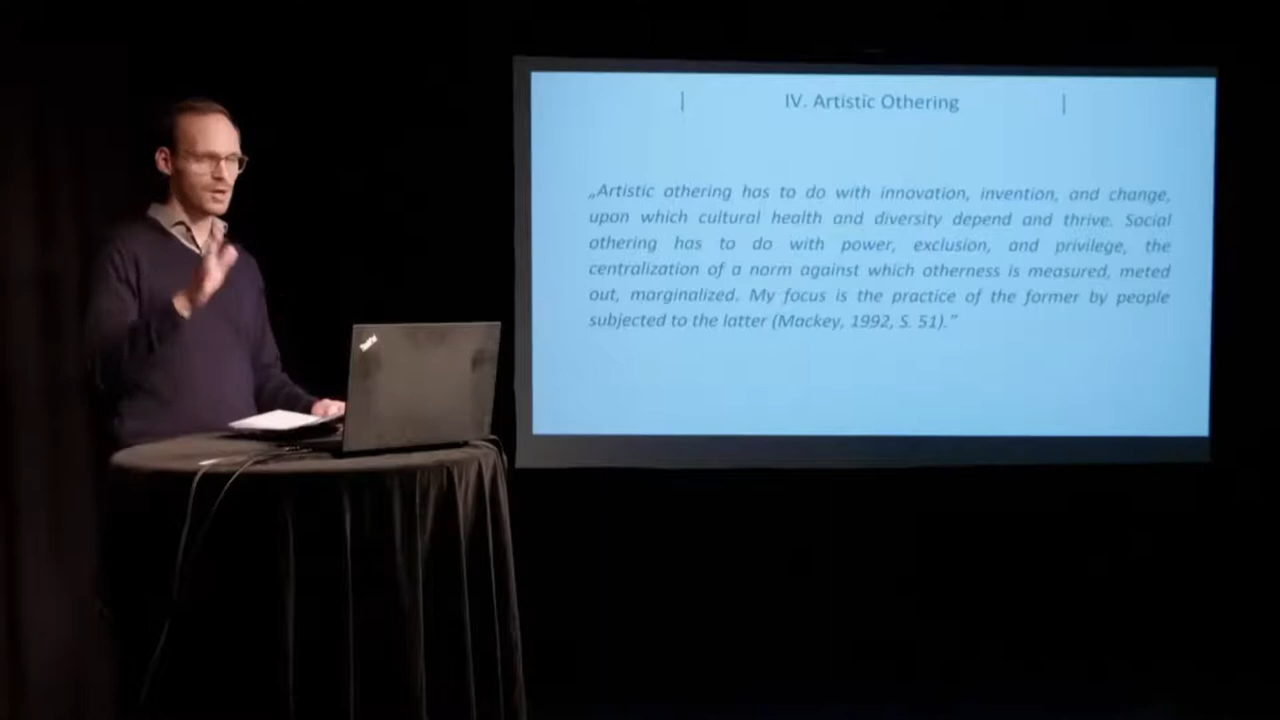 IV. Artistic Othering
„Artistic othering has to do with innovation, invention, and change,
upon which cultural health and diversity depend and thrive. Social
othering has to do with power, exclusion, and privilege, the
centralization of a norm against which otherness is measured, meted
out, marginalized. My focus is the practice of the former by people
subjected to the latter (Mackey, 1992, S. 51).”
ThinkPad